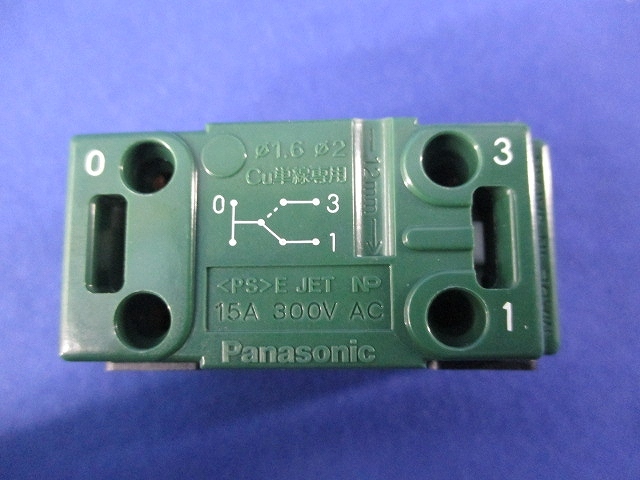 0
ø1.6 ø2
Cu単線専用
12mm
3
0
3
1
<PS>E JET NP
15A 300V AC
1
Panasonic